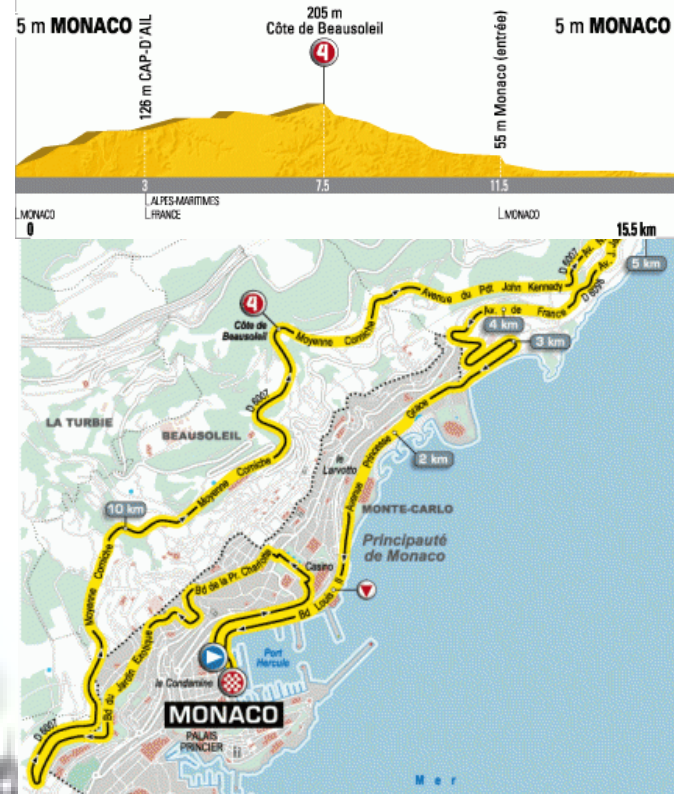 5 m MONACO
126 m CAP-D'AIL
205 m
Côte de Beausoleil
4
55 m Monaco (entrée)
5 m MONACO
3
7.5
11.5
ALPES-MARITIMES
MONACO
FRANCE
MONACO
0
15.5 km
D 6007
5 km
D 6098
Avenue du Pdt John Kennedy
4
Côte de
Beausoleil
Moyenne Corniche
Av. de France
4 km
3 km
D 6007
LA TURBIE
BEAUSOLEIL
Avenue Princesse Grace
le
Larvotto
2 km
Moyenne Corniche
10 km
MONTE-CARLO
Principauté
de Monaco
Moyenne Corniche
Casino
Bd de la Pr. Charlotte
Bd Louis II
Bd du Jardin Exotique
Port
Hercule
la Condamine
MONACO
D 6007
PALAIS
PRINCIER
Mer